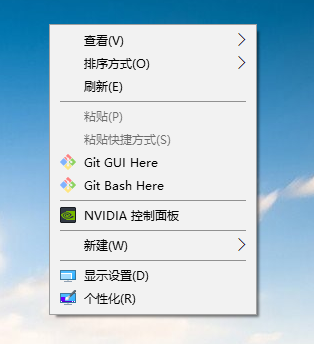 查看(V)
排序方式(O)
刷新(E)
粘贴(P)
粘贴快捷方式(S)
Git GUI Here
Git Bash Here
NVIDIA 控制面板
新建(W)
显示设置(D)
个性化(R)